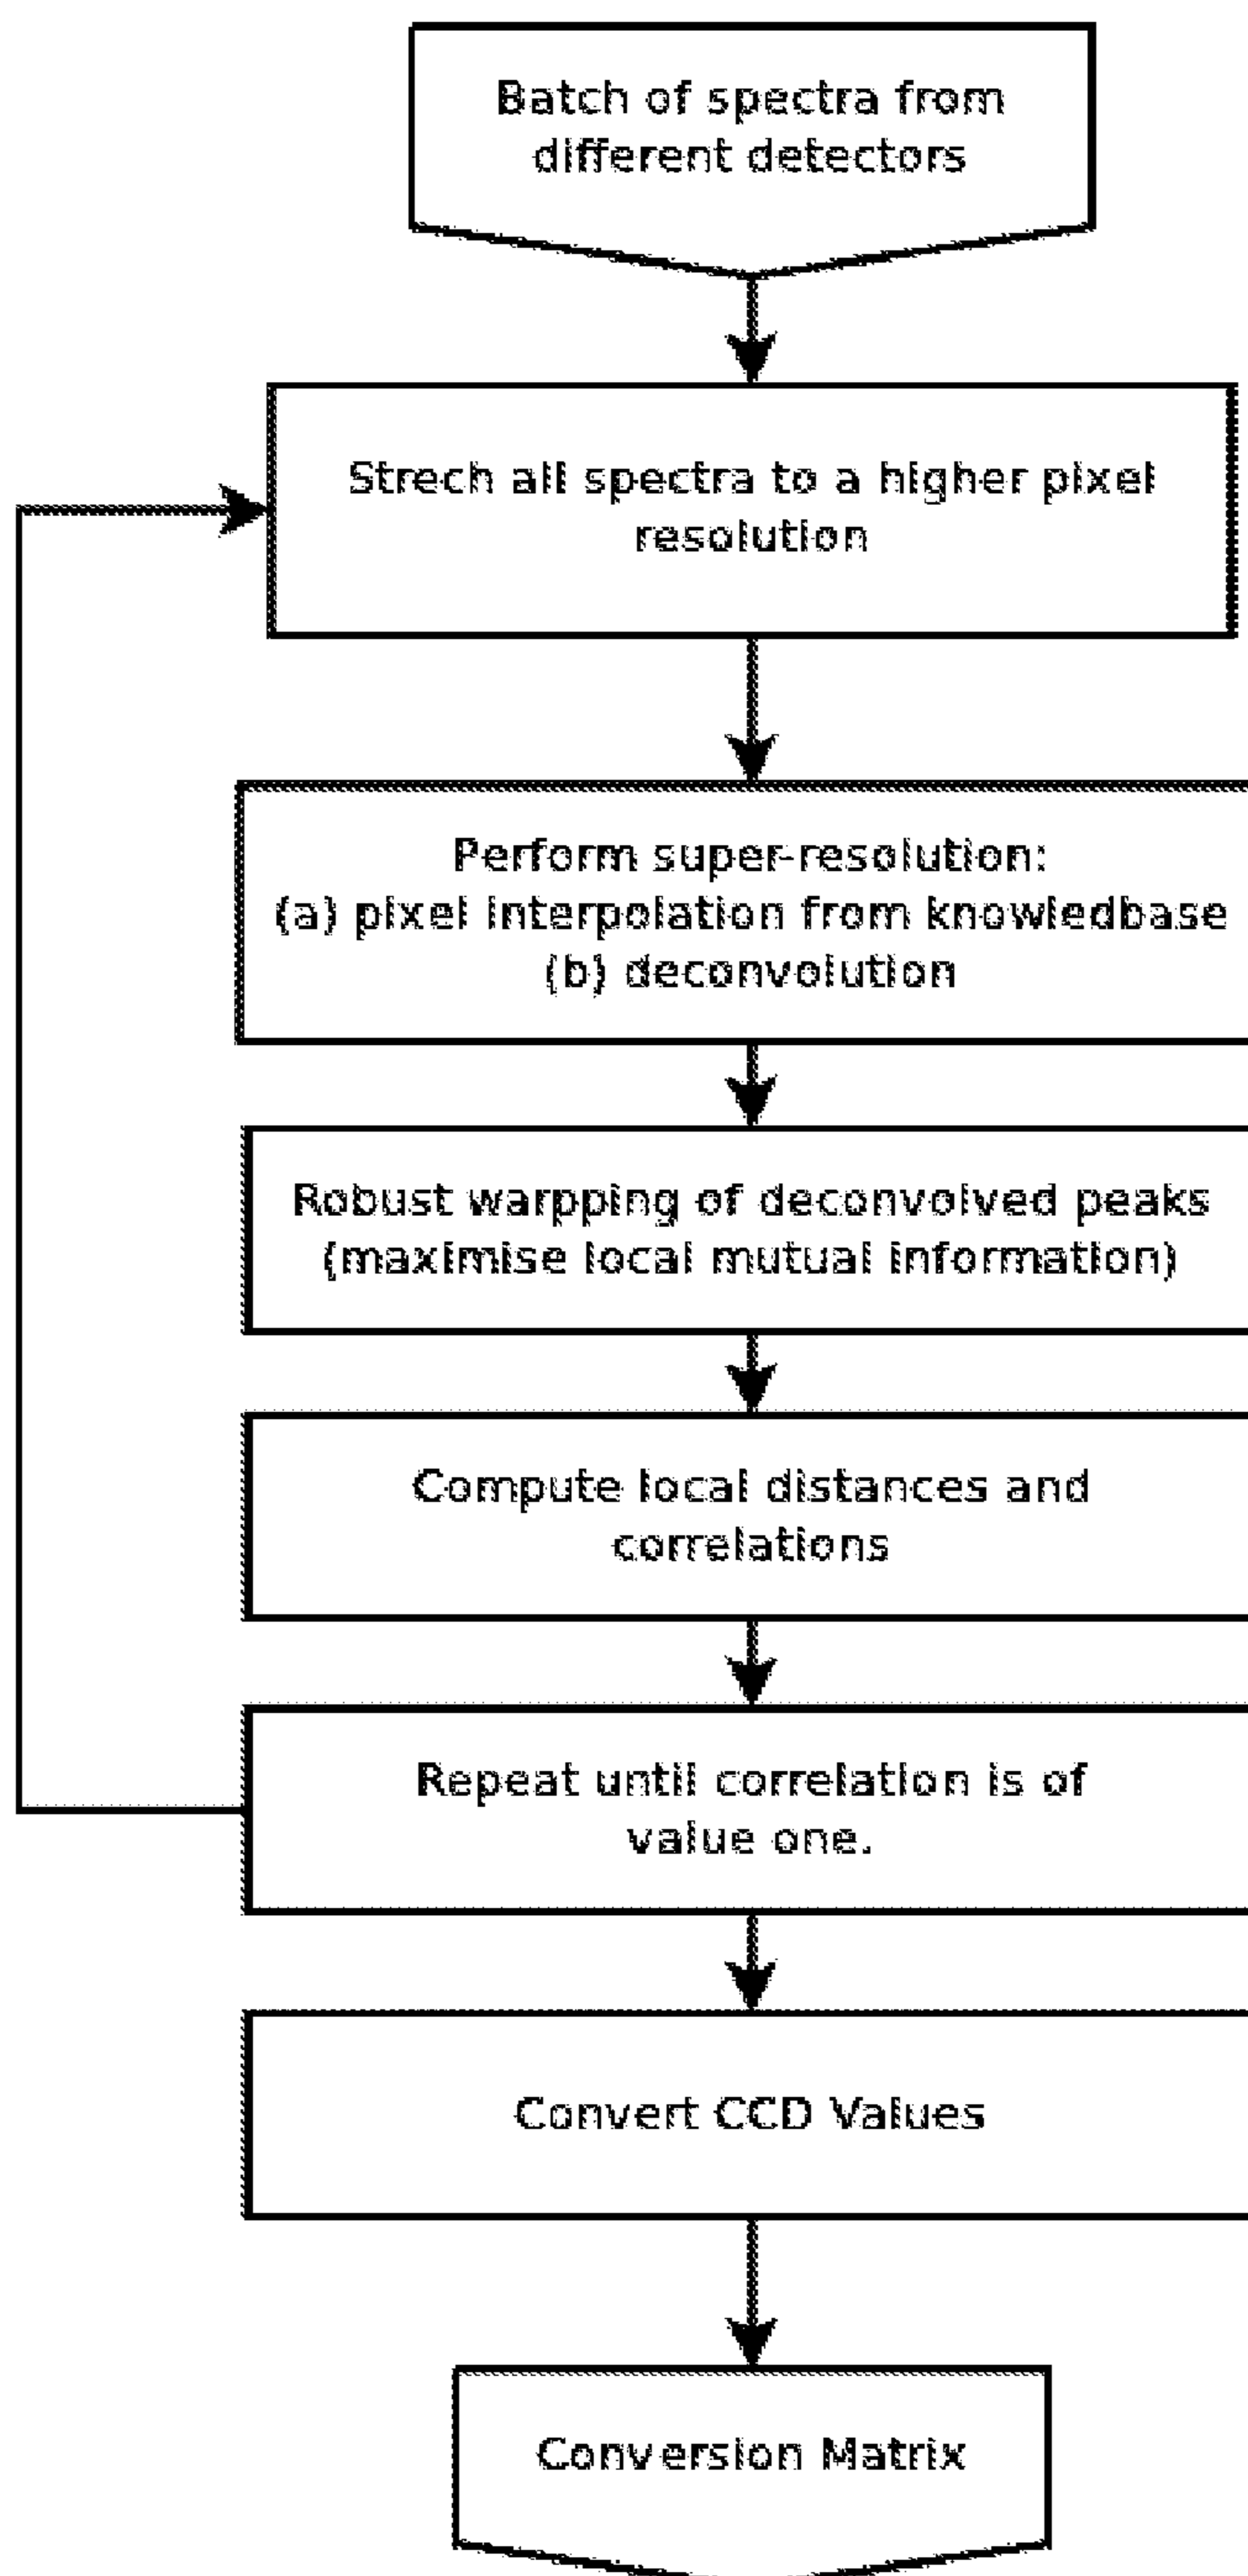 Batch of spectra from
different detectors
Strech all spectra to a higher pixel
resolution
Perform super-resolution:
(a) pixel interpolation from knowledbase
(b) deconvolution
Robust warpping of deconvolved peaks
(maximise local mutual information)
Compute local distances and
correlations
Repeat until correlation is of
value one.
Convert CCD Values
Conversion Matrix